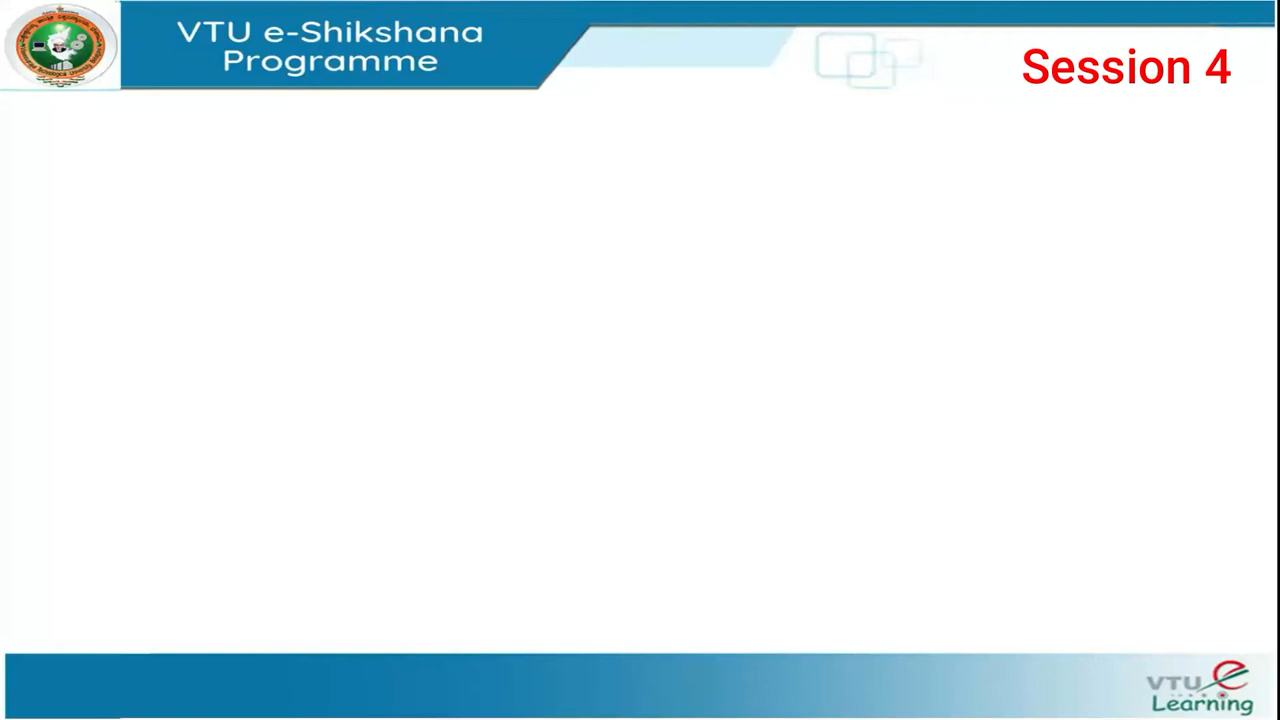 VTU e-Shikshana
Programme
Session 4
VTU e
Learning